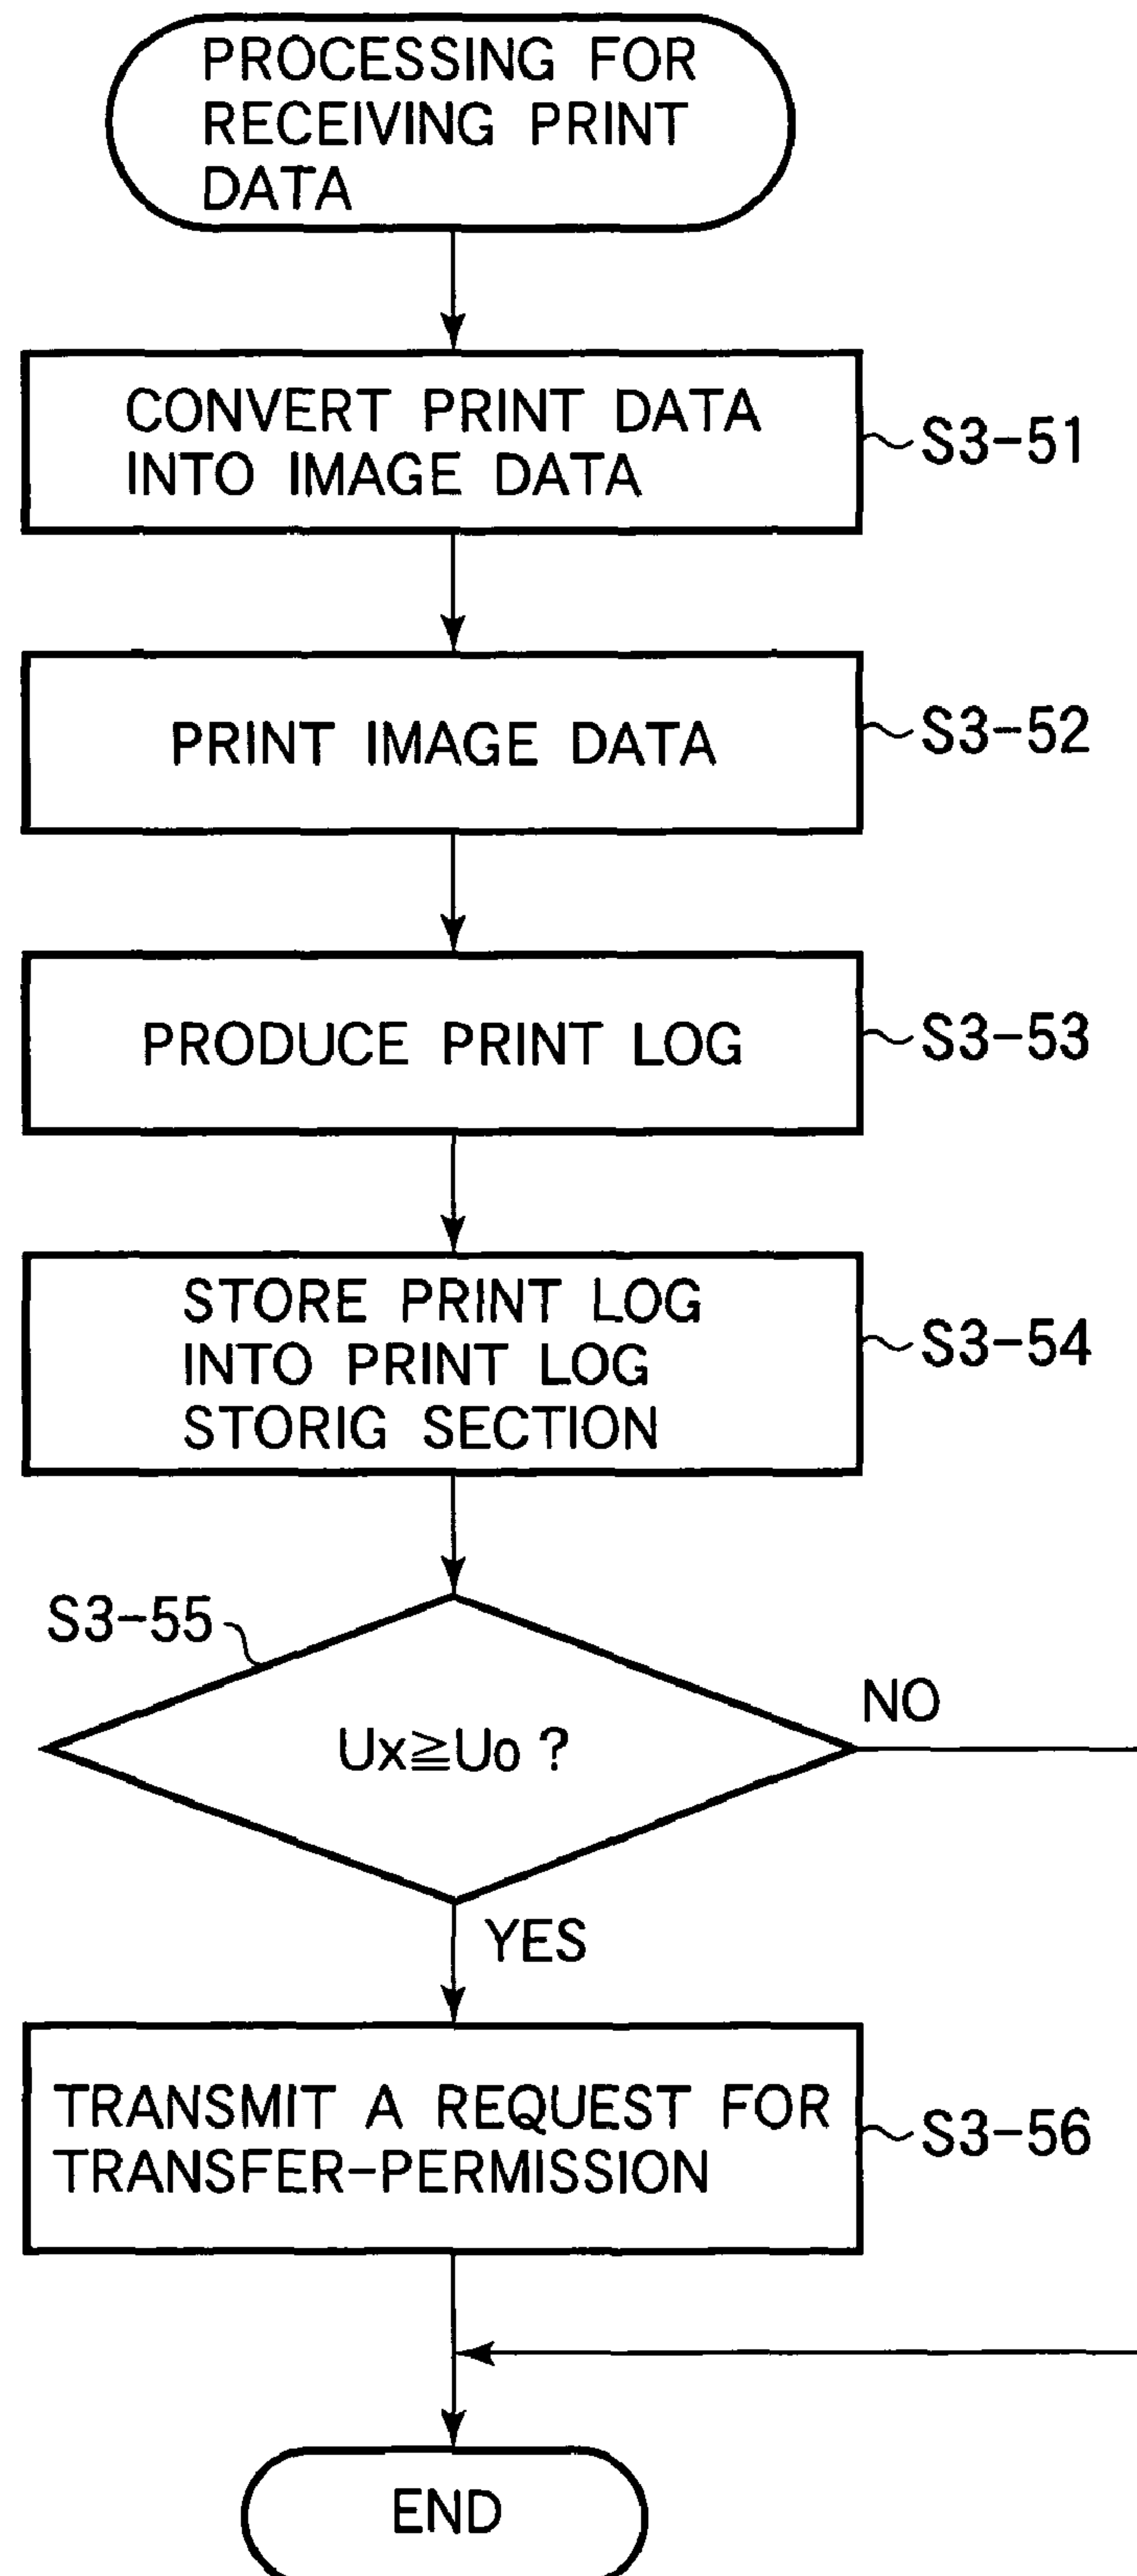 PROCESSING FOR
RECEIVING PRINT
DATA
CONVERT PRINT DATA
INTO IMAGE DATA
S3-51
PRINT IMAGE DATA
S3-52
PRODUCE PRINT LOG
S3-53
STORE PRINT LOG
INTO PRINT LOG
STORIG SECTION
S3-54
S3-55
Ux≧U0 ?
NO
YES
TRANSMIT A REQUEST FOR
TRANSFER-PERMISSION
S3-56
END